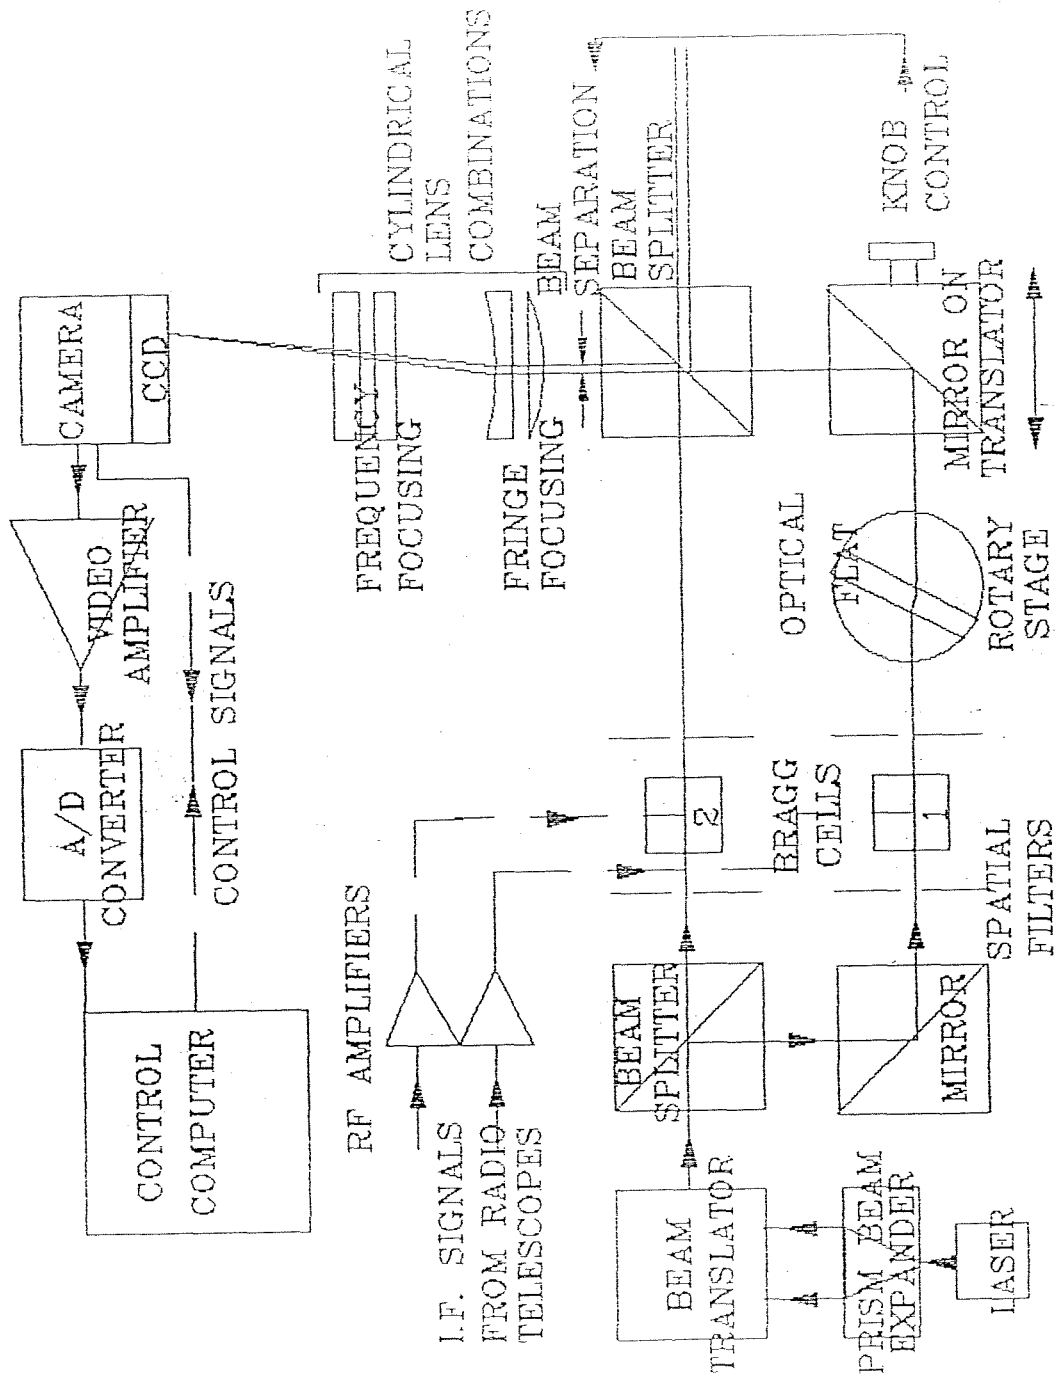 CONTROL
COMPUTER
A/D
CONVERTER
VIDEO
AMPLIFIER
CAMERA
CCD
CONTROL SIGNALS
RF AMPLIFIERS
I.F. SIGNALS
FROM RADIO
TELESCOPES
FREQUENCY
FOCUSING
FRINGE
FOCUSING
CYLINDRICAL
LENS
COMBINATIONS
BEAM
SEPARATION
BEAM
SPLITTER
BEAM
TRANSLATOR
BEAM
SPLITTER
2
BRAGG
CELLS
1
OPTICAL
FLAT
ROTARY
STAGE
KNOB
CONTROL
MIRROR ON
TRANSLATOR
PRISM BEAM
EXPANDER
LASER
MIRROR
SPATIAL
FILTERS